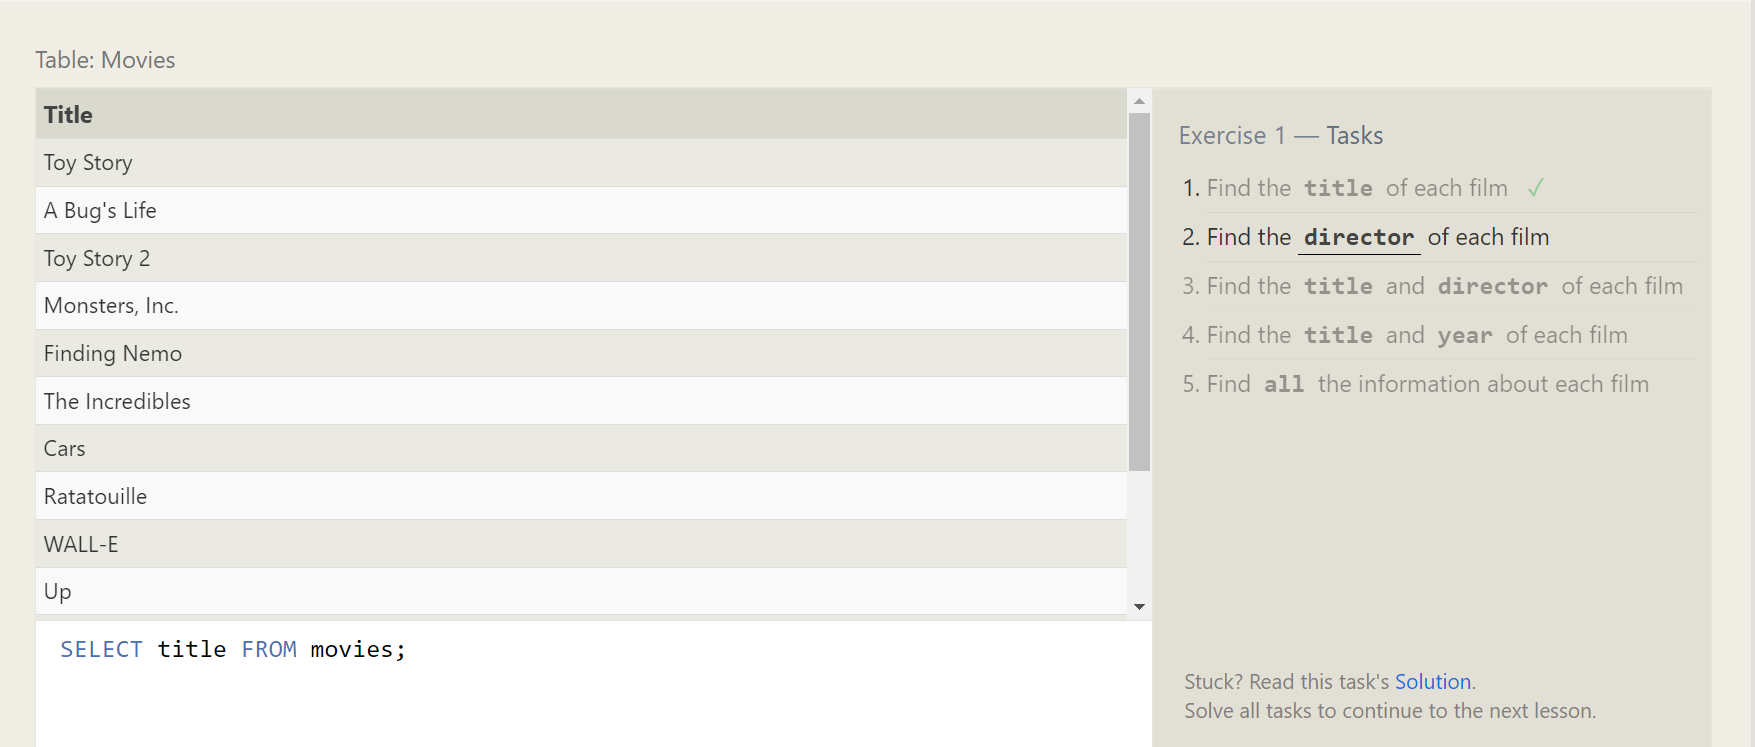 Table: Movies
Title
Toy Story
A Bug's Life
Toy Story 2
Monsters, Inc.
Finding Nemo
The Incredibles
Cars
Ratatouille
WALL-E
Up
SELECT title FROM movies;
Exercise 1 — Tasks
1. Find the title of each film ✓
2. Find the director of each film
3. Find the title and director of each film
4. Find the title and year of each film
5. Find all the information about each film
Stuck? Read this task's Solution.
Solve all tasks to continue to the next lesson.